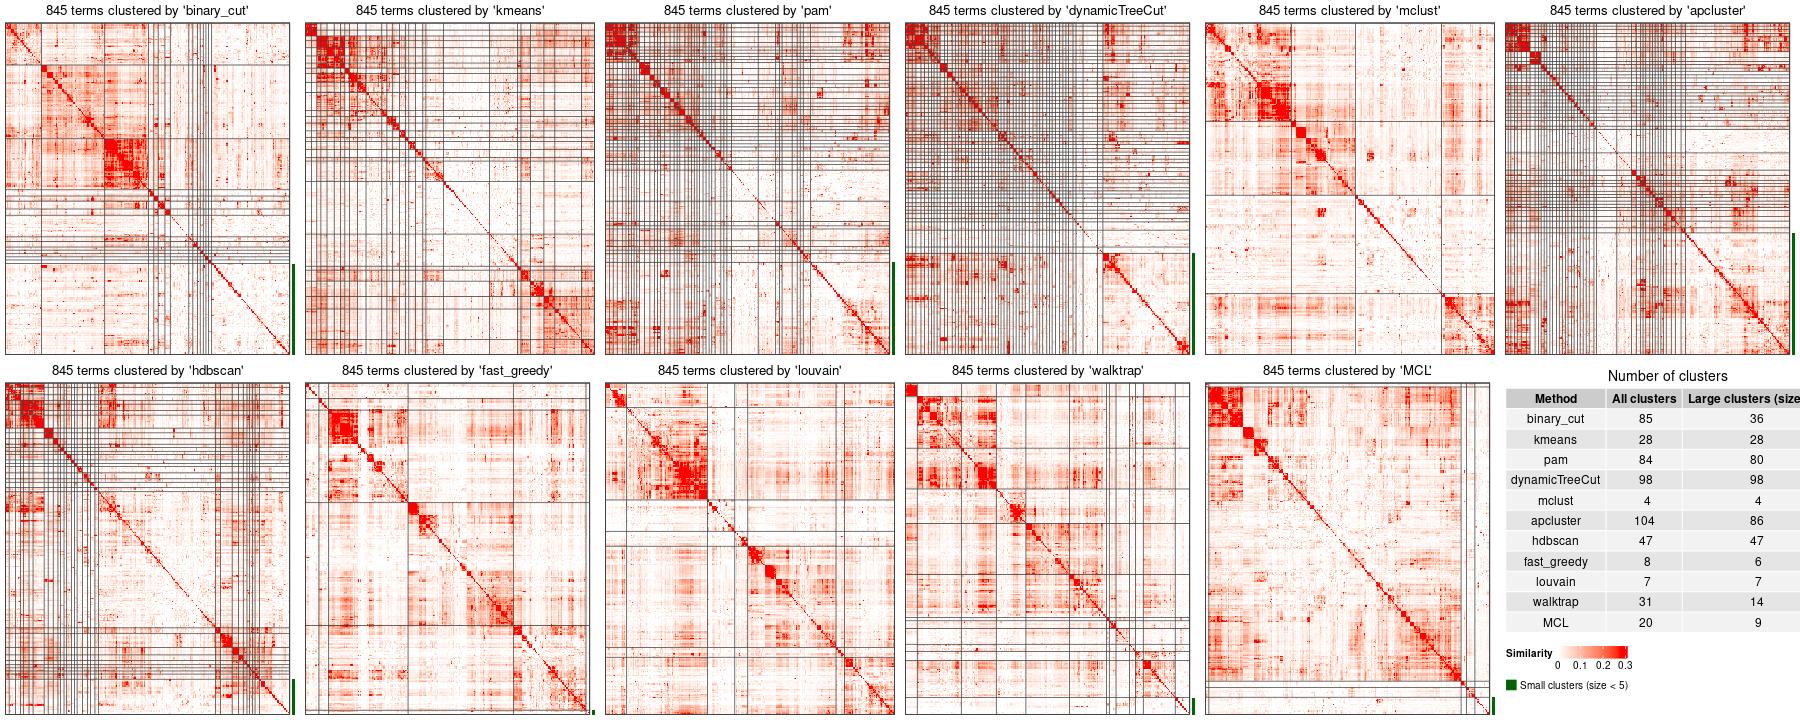 845 terms clustered by 'binary_cut'
845 terms clustered by 'kmeans'
845 terms clustered by 'pam'
845 terms clustered by 'dynamicTreeCut'
845 terms clustered by 'mclust'
845 terms clustered by 'apcluster'
845 terms clustered by 'hdbscan'
845 terms clustered by 'fast_greedy'
845 terms clustered by 'louvain'
845 terms clustered by 'walktrap'
845 terms clustered by 'MCL'
Number of clusters
Method All clusters Large clusters (size
binary_cut 85 36
kmeans 28 28
pam 84 80
dynamicTreeCut 98 98
mclust 4 4
apcluster 104 86
hdbscan 47 47
fast_greedy 8 6
louvain 7 7
walktrap 31 14
MCL 20 9
Similarity
0 0.1 0.2 0.3
Small clusters (size < 5)